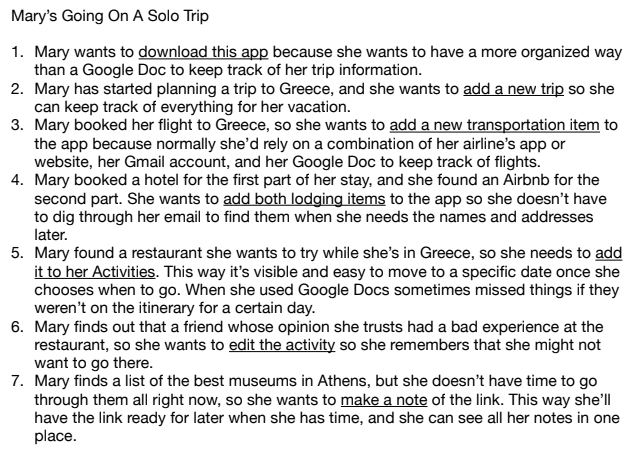 Mary's Going On A Solo Trip
1. Mary wants to download this app because she wants to have a more organized way
than a Google Doc to keep track of her trip information.
2. Mary has started planning a trip to Greece, and she wants to add a new trip so she
can keep track of everything for her vacation.
3. Mary booked her flight to Greece, so she wants to add a new transportation item to
the app because normally she'd rely on a combination of her airline's app or
website, her Gmail account, and her Google Doc to keep track of flights.
4. Mary booked a hotel for the first part of her stay, and she found an Airbnb for the
second part. She wants to add both lodging items to the app so she doesn't have
to dig through her email to find them when she needs the names and addresses
later.
5. Mary found a restaurant she wants to try while she's in Greece, so she needs to add
it to her Activities. This way it's visible and easy to move to a specific date once she
chooses when to go. When she used Google Docs sometimes missed things if they
weren't on the itinerary for a certain day.
6. Mary finds out that a friend whose opinion she trusts had a bad experience at the
restaurant, so she wants to edit the activity so she remembers that she might not
want to go there.
7. Mary finds a list of the best museums in Athens, but she doesn't have time to go
through them all right now, so she wants to make a note of the link. This way she'll
have the link ready for later when she has time, and she can see all her notes in one
place.